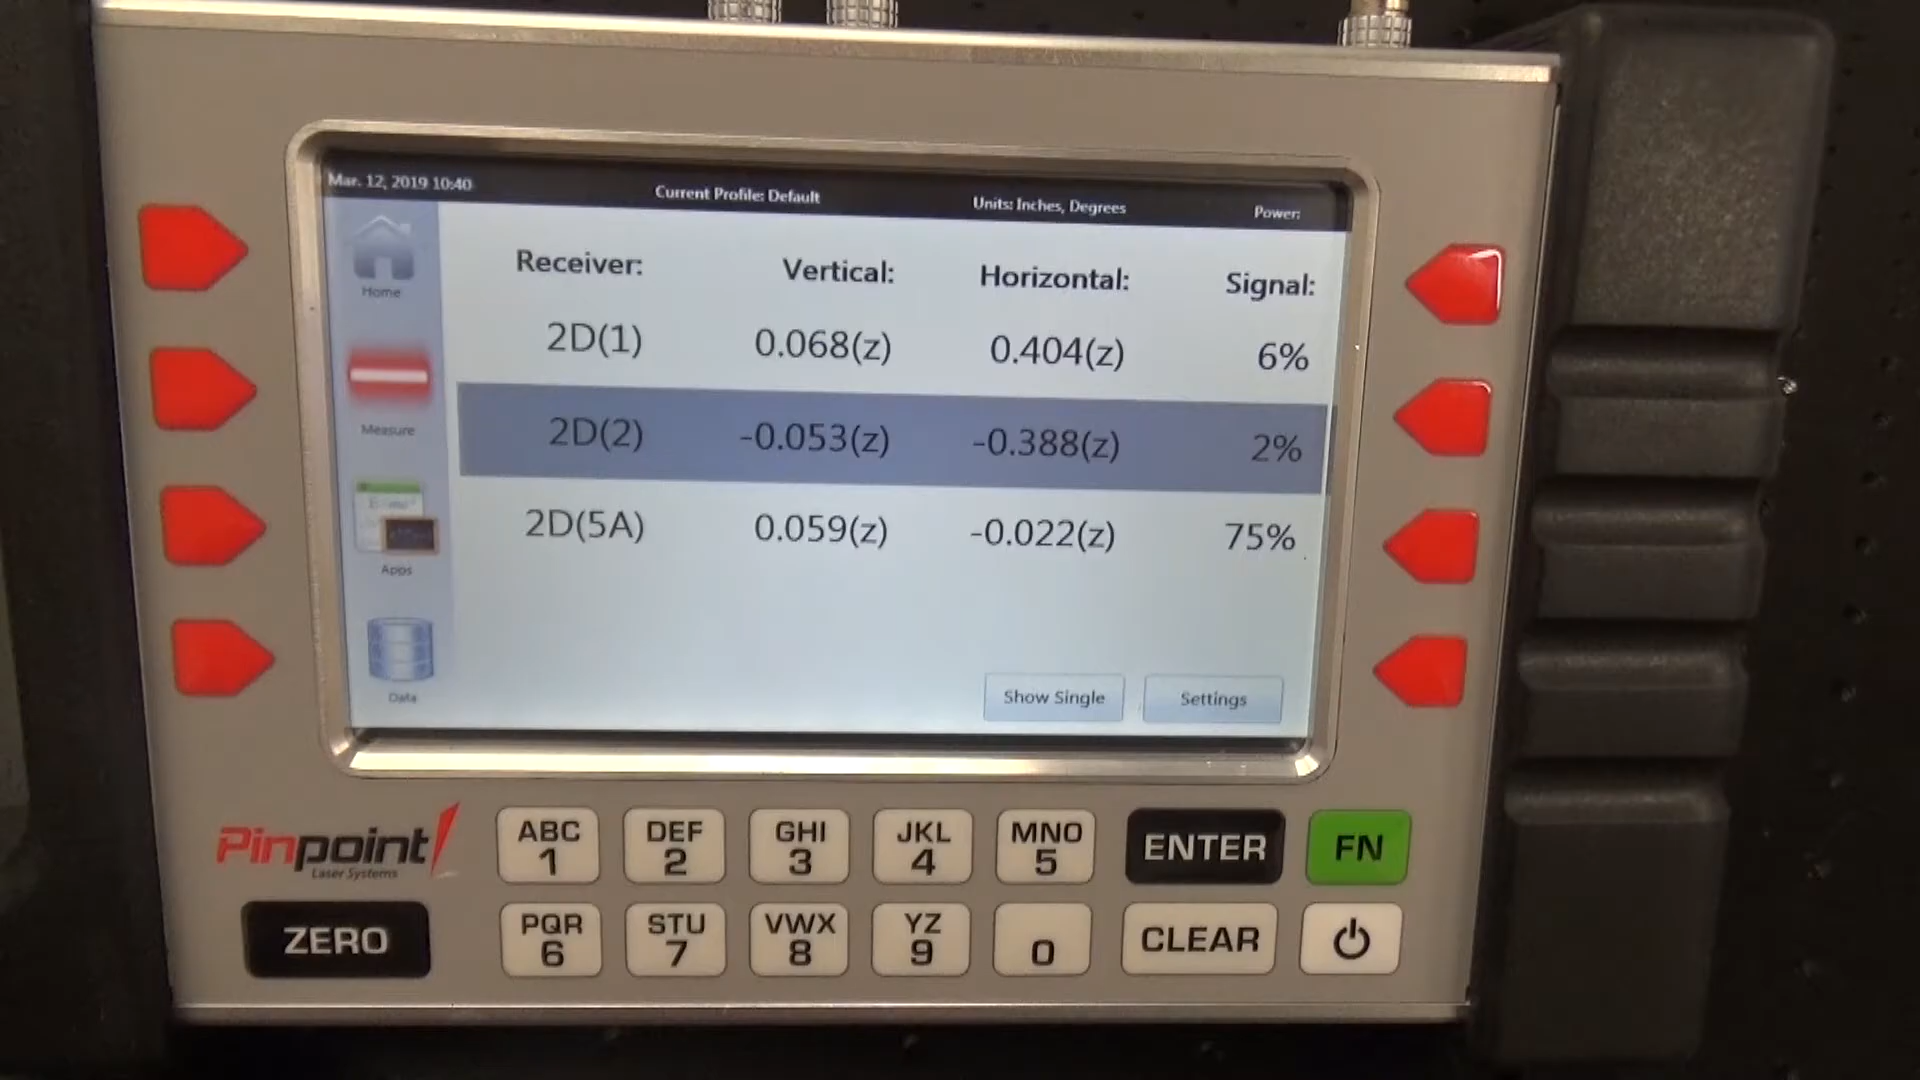 Mar. 12, 2019 10:40 Current Profile: Default Units: Inches, Degrees Power:
Home
Receiver: Vertical: Horizontal: Signal:
2D(1) 0.068(z) 0.404(z) 6%
Measure
2D(2) -0.053(z) -0.388(z) 2%
2D(5A) 0.059(z) -0.022(z) 75%
Apps
Data
Show Single Settings
Pinpoint
Laser Systems
ABC DEF GHI JKL MNO
1 2 3 4 5
ENTER FN
ZERO
PQR STU VWX YZ
6 7 8 9 0
CLEAR